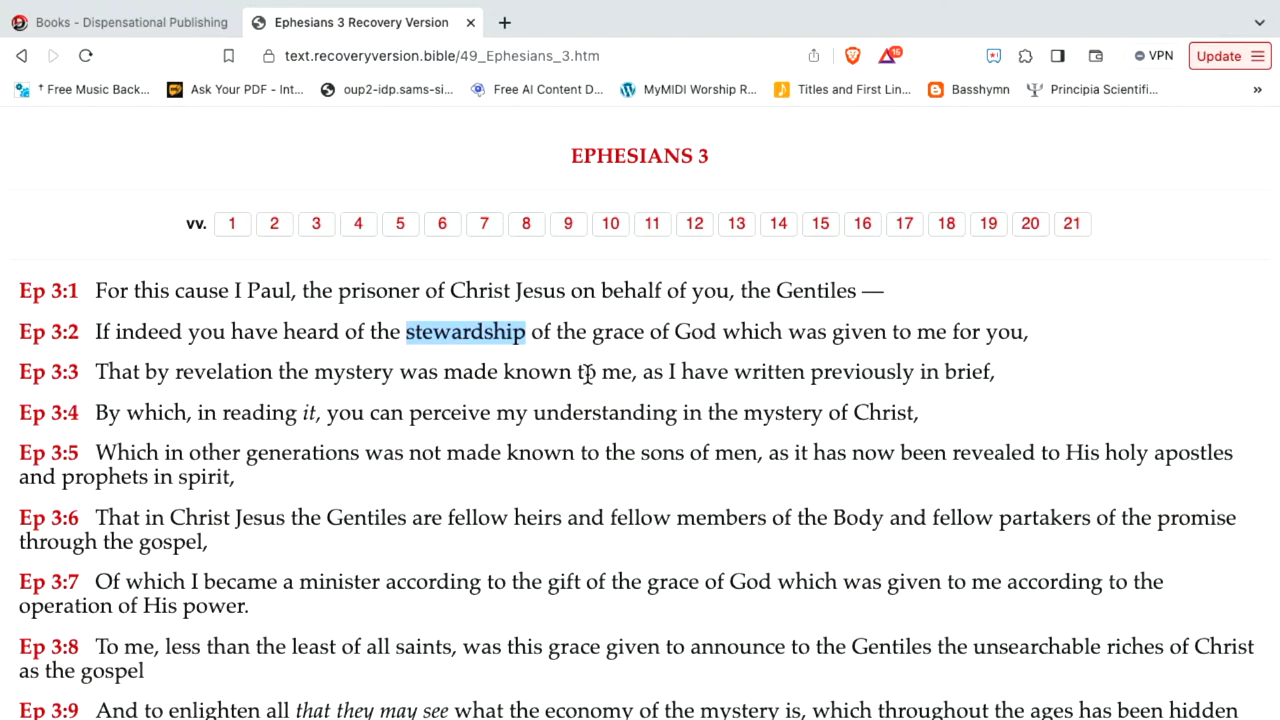 Books - Dispensational Publishing
Ephesians 3 Recovery Version
text.recoveryversion.bible/49_Ephesians_3.htm
16
VPN
Update
† Free Music Back...
Ask Your PDF - Int...
oup2-idp.sams-si...
Free AI Content D...
MyMIDI Worship R...
Titles and First Lin...
Basshymn
Principia Scientifi...
»
EPHESIANS 3
vv. 1 2 3 4 5 6 7 8 9 10 11 12 13 14 15 16 17 18 19 20 21
Ep 3:1 For this cause I Paul, the prisoner of Christ Jesus on behalf of you, the Gentiles —
Ep 3:2 If indeed you have heard of the stewardship of the grace of God which was given to me for you,
Ep 3:3 That by revelation the mystery was made known to me, as I have written previously in brief,
Ep 3:4 By which, in reading it, you can perceive my understanding in the mystery of Christ,
Ep 3:5 Which in other generations was not made known to the sons of men, as it has now been revealed to His holy apostles
and prophets in spirit,
Ep 3:6 That in Christ Jesus the Gentiles are fellow heirs and fellow members of the Body and fellow partakers of the promise
through the gospel,
Ep 3:7 Of which I became a minister according to the gift of the grace of God which was given to me according to the
operation of His power.
Ep 3:8 To me, less than the least of all saints, was this grace given to announce to the Gentiles the unsearchable riches of Christ
as the gospel
Ep 3:9 And to enlighten all that they may see what the economy of the mystery is, which throughout the ages has been hidden